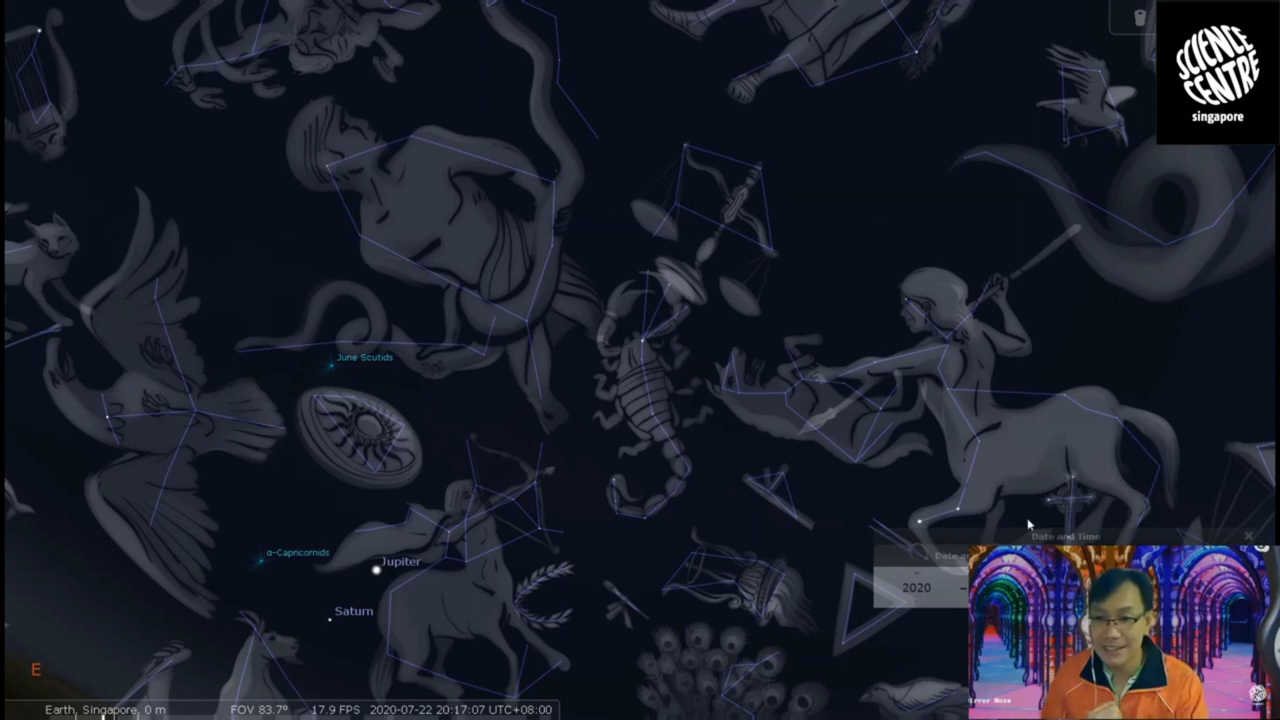 SCIENCE
CENTRE
singapore
June Scutids
α-Capricornids
Jupiter
Saturn
Date and Time
2020
E
Earth, Singapore, 0 m
FOV 83.7°
17.9 FPS
2020-07-22 20:17:07 UTC+08:00